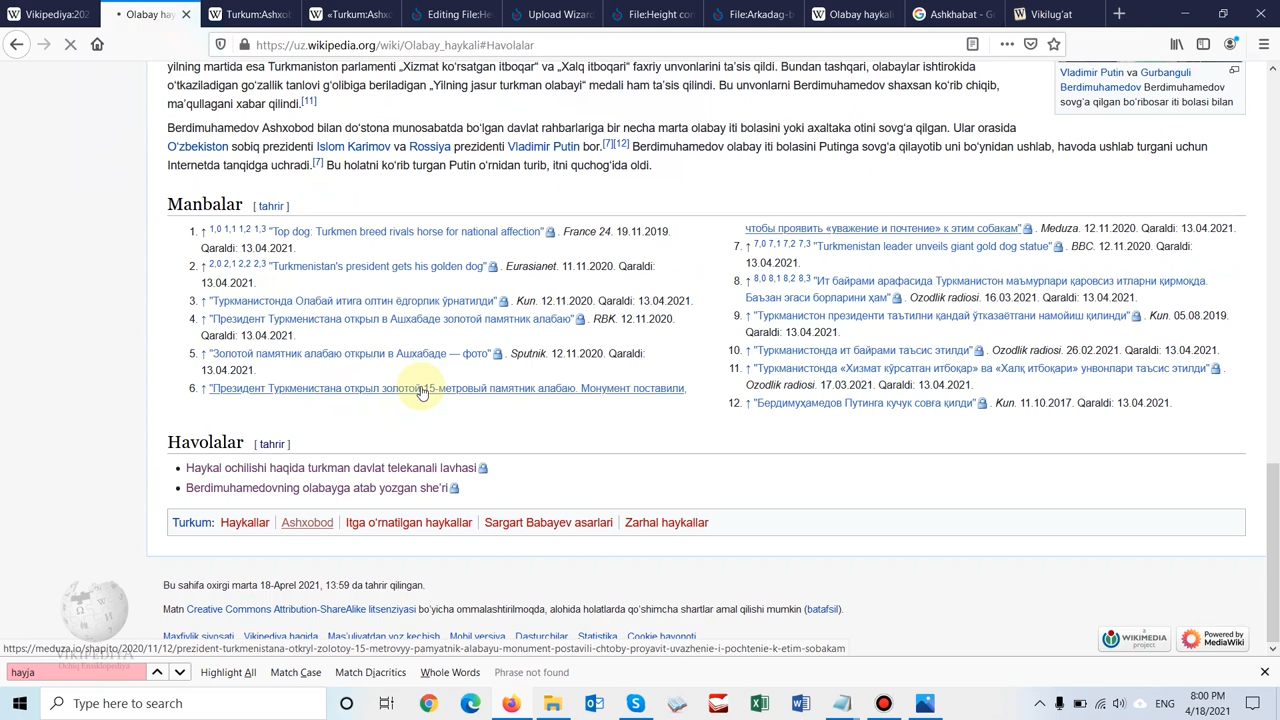 Vikipediya:202
Olabay ha
Turkum:Ashxo
«Turkum:Ashx
Editing File:He
Upload Wizard
File:Height cor
File:Arkadag-b
Olabay haykali
Ashkhabat - G
Vikilug'at
https://uz.wikipedia.org/wiki/Olabay_haykali#Havolalar
yilning martida esa Turkmaniston parlamenti „Xizmat koʻrsatgan itboqar“ va „Xalq itboqari“ faxriy unvonlarini taʼsis qildi. Bundan tashqari, olabaylar ishtirokida
oʻtkaziladigan goʻzallik tanlovi gʻolibiga beriladigan „Yilning jasur turkman olabayi“ medali ham taʼsis qilindi. Bu unvonlarni Berdimuhamedov shaxsan koʻrib chiqib,
maʼqullagani xabar qilindi.[11]
Vladimir Putin va Gurbanguli
Berdimuhamedov Berdimuhamedov
sovgʻa qilgan boʻribosar iti bolasi bilan
Berdimuhamedov Ashxobod bilan doʻstona munosabatda boʻlgan davlat rahbarlariga bir necha marta olabay iti bolasini yoki axaltaka otini sovgʻa qilgan. Ular orasida
Oʻzbekiston sobiq prezidenti Islom Karimov va Rossiya prezidenti Vladimir Putin bor.[7][12] Berdimuhamedov olabay iti bolasini Putinga sovgʻa qilayotib uni boʻynidan ushlab, havoda ushlab turgani uchun
Internetda tanqidga uchradi.[7] Bu holatni koʻrib turgan Putin oʻrnidan turib, itni quchogʻida oldi.
Manbalar [ tahrir ]
1. ↑ 1,0 1,1 1,2 1,3 "Top dog: Turkmen breed rivals horse for national affection" . France 24. 19.11.2019.
Qaraldi: 13.04.2021.
2. ↑ 2,0 2,1 2,2 2,3 "Turkmenistan's president gets his golden dog" . Eurasianet. 11.11.2020. Qaraldi:
13.04.2021.
3. ↑ "Туркманистонда Олабай итига олтин ёдгорлик ўрнатилди" . Kun. 12.11.2020. Qaraldi: 13.04.2021.
4. ↑ "Президент Туркменистана открыл в Ашхабаде золотой памятник алабаю" . RBK. 12.11.2020.
Qaraldi: 13.04.2021.
5. ↑ "Золотой памятник алабаю открыли в Ашхабаде — фото" . Sputnik. 12.11.2020. Qaraldi:
13.04.2021.
6. ↑ "Президент Туркменистана открыл золотой 15-метровый памятник алабаю. Монумент поставили,
чтобы проявить «уважение и почтение» к этим собакам" . Meduza. 12.11.2020. Qaraldi: 13.04.2021.
7. ↑ 7,0 7,1 7,2 7,3 "Turkmenistan leader unveils giant gold dog statue" . BBC. 12.11.2020. Qaraldi:
13.04.2021.
8. ↑ 8,0 8,1 8,2 8,3 "Ит байрами арафасида Туркманистон маъмурлари қаровсиз итларни қирмоқда.
Баъзан эгаси борларини ҳам" . Ozodlik radiosi. 16.03.2021. Qaraldi: 13.04.2021.
9. ↑ "Туркманистон президенти таътилни қандай ўтказаётгани намойиш қилинди" . Kun. 05.08.2019.
Qaraldi: 13.04.2021.
10. ↑ "Туркманистонда ит байрами таъсис этилди" . Ozodlik radiosi. 26.02.2021. Qaraldi: 13.04.2021.
11. ↑ "Туркманистонда «Хизмат кўрсатган итбоқар» ва «Халқ итбоқари» унвонлари таъсис этилди" .
Ozodlik radiosi. 17.03.2021. Qaraldi: 13.04.2021.
12. ↑ "Бердимуҳамедов Путинга кучук совға қилди" . Kun. 11.10.2017. Qaraldi: 13.04.2021.
Havolalar [ tahrir ]
Haykal ochilishi haqida turkman davlat telekanali lavhasi
Berdimuhamedovning olabayga atab yozgan sheʼri
Turkum: Haykallar | Ashxobod | Itga oʻrnatilgan haykallar | Sargart Babayev asarlari | Zarhal haykallar
Bu sahifa oxirgi marta 18-Aprel 2021, 13:59 da tahrir qilingan.
Matn Creative Commons Attribution-ShareAlike litsenziyasi boʻyicha ommalashtirilmoqda, alohida holatlarda qoʻshimcha shartlar amal qilishi mumkin (batafsil).
Maxfiylik siyosati Vikipediya haqida Masʼuliyatdan voz kechish Mobil versiya Dasturchilar Statistika Cookie bayonoti
VIKIPEDIYA
Ochiq Ensiklopediya
WIKIMEDIA project
Powered by MediaWiki
https://meduza.io/shapito/2020/11/12/prezident-turkmenistana-otkryl-zolotoy-15-metrovyy-pamyatnik-alabayu-monument-postavili-chtoby-proyavit-uvazhenie-i-pochtenie-k-etim-sobakam
hayja
Highlight All Match Case Match Diacritics Whole Words Phrase not found
Type here to search
ENG
8:00 PM
4/18/2021